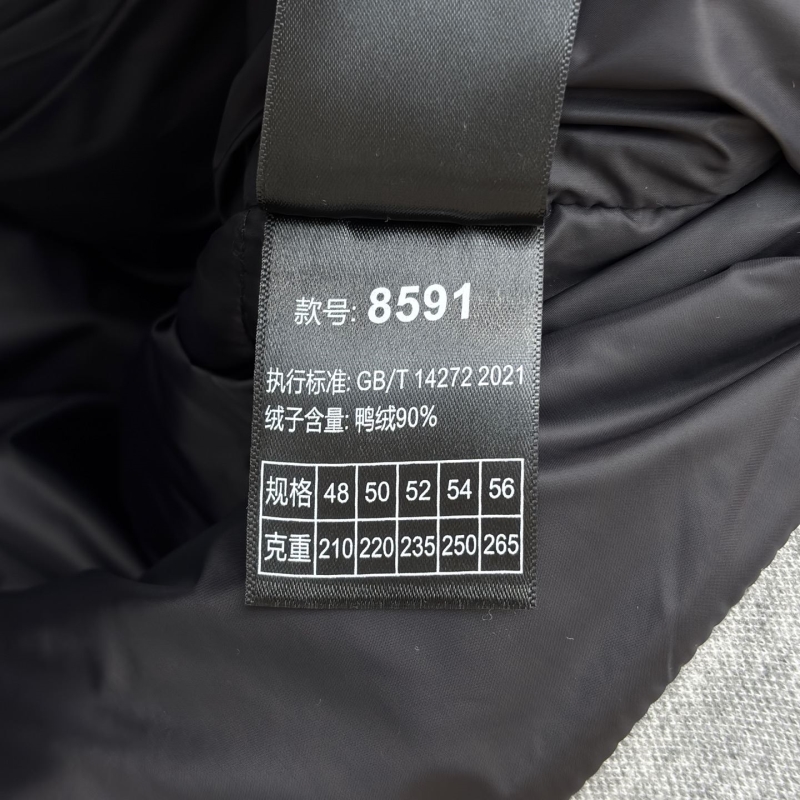 款号: 8591
执行标准: GB/T 14272 2021
绒子含量: 鸭绒90%
规格 48 50 52 54 56
克重 210 220 235 250 265